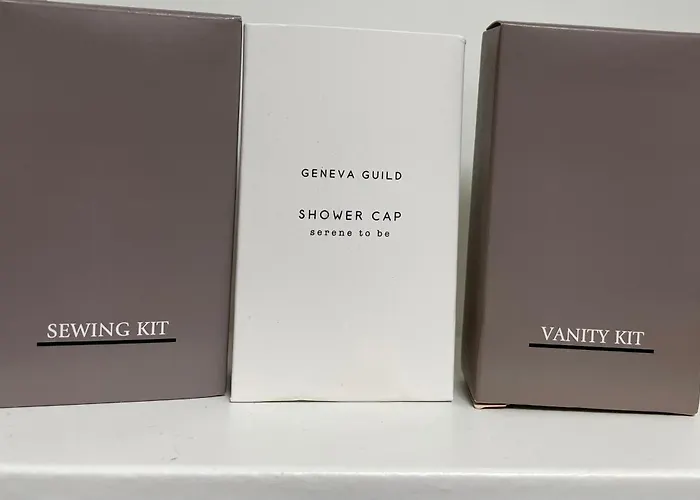 SEWING KIT
GENEVA GUILD
SHOWER CAP
serene to be
VANITY KIT